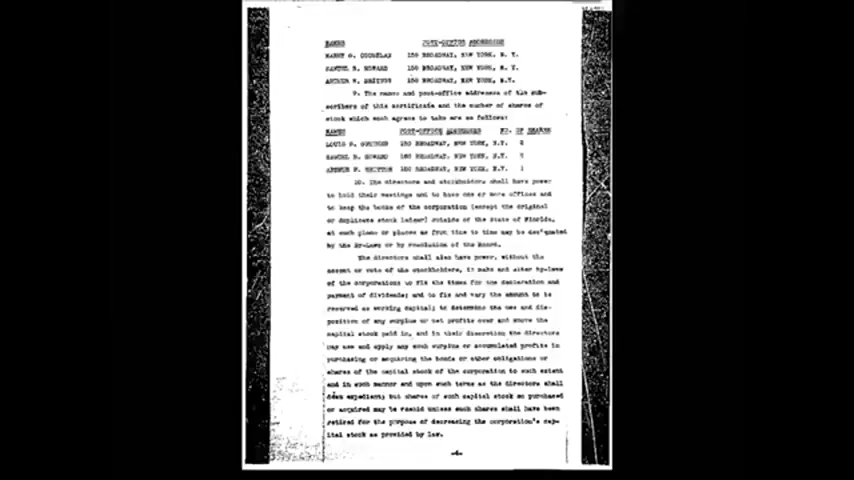 NAMES POST-OFFICE ADDRESSES
150 BROADWAY, NEW YORK, N. Y.
SAMUEL B. HOWARD 150 BROADWAY, NEW YORK, N. Y.
ARTHUR W. BRITTON 150 BROADWAY, NEW YORK, N.Y.
9. The names and post-office addresses of the sub-
scribers of this certificate and the number of shares of
stock which each agrees to take are as follows:
NAMES POST-OFFICE ADDRESSES NO. OF SHARES
LOUIS 150 BROADWAY, NEW YORK, N.Y.
SAMUEL B. HOWARD 150 BROADWAY, NEW YORK, N.Y.
ARTHUR W. BRITTON 150 BROADWAY, NEW YORK, N.Y. 1
10. The directors and stockholders shall have power
to hold their meetings and to have one or more offices and
to keep the books of the corporation (except the original
or duplicate stock ledger) outside of the State of Florida,
at such place or places as from time to time may be designated
by the By-Laws or by resolution of the Board.
The directors shall also have power, without the
assent or vote of the stockholders, to make and alter by-laws
of the corporation; to fix the times for the declaration and
payment of dividends; and to fix and vary the amount to be
reserved as working capital; to determine the use and dis-
position of any surplus or net profits over and above the
capital stock paid in, and in their discretion the directors
may use and apply any such surplus or accumulated profits in
purchasing or acquiring the bonds or other obligations or
shares of the capital stock of the corporation to such extent
and in such manner and upon such terms as the directors shall
deem expedient; but shares of such capital stock so purchased
or acquired may be resold unless such shares shall have been
retired for the purpose of decreasing the corporation's cap-
ital stock as provided by law.
-4-